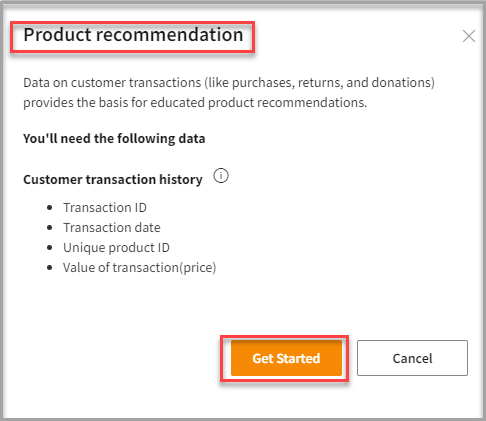 Product recommendation
Data on customer transactions (like purchases, returns, and donations)
provides the basis for educated product recommendations.
You'll need the following data
Customer transaction history
Transaction ID
Transaction date
Unique product ID
Value of transaction(price)
Get Started
Cancel